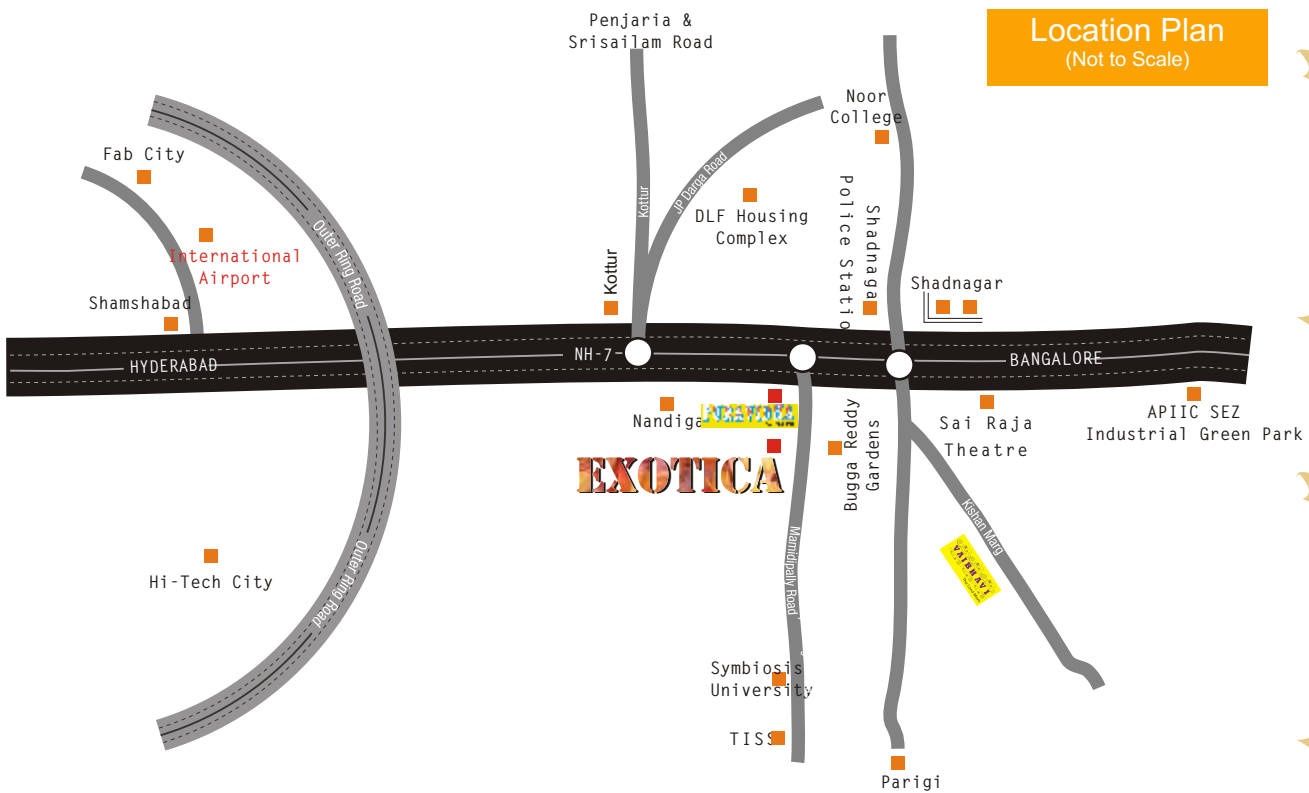 Location Plan
(Not to Scale)
Penjaria &
Srisailam Road
Noor
College
Fab City
Outer Ring Road
Kottur
JP Darga Road
DLF Housing
Complex
Police Statio
Shadnagar
International
Airport
Kottur
Shadnagar
Shamshabad
HYDERABAD
NH-7
BANGALORE
Nandiga
Bugga Reddy
Gardens
Sai Raja
Theatre
APIIC SEZ
Industrial Green Park
EXOTICA
Kishan Marg
VAIBHAVI
Mamidipally Road
Outer Ring Road
Hi-Tech City
Symbiosis
University
TISS
Parigi